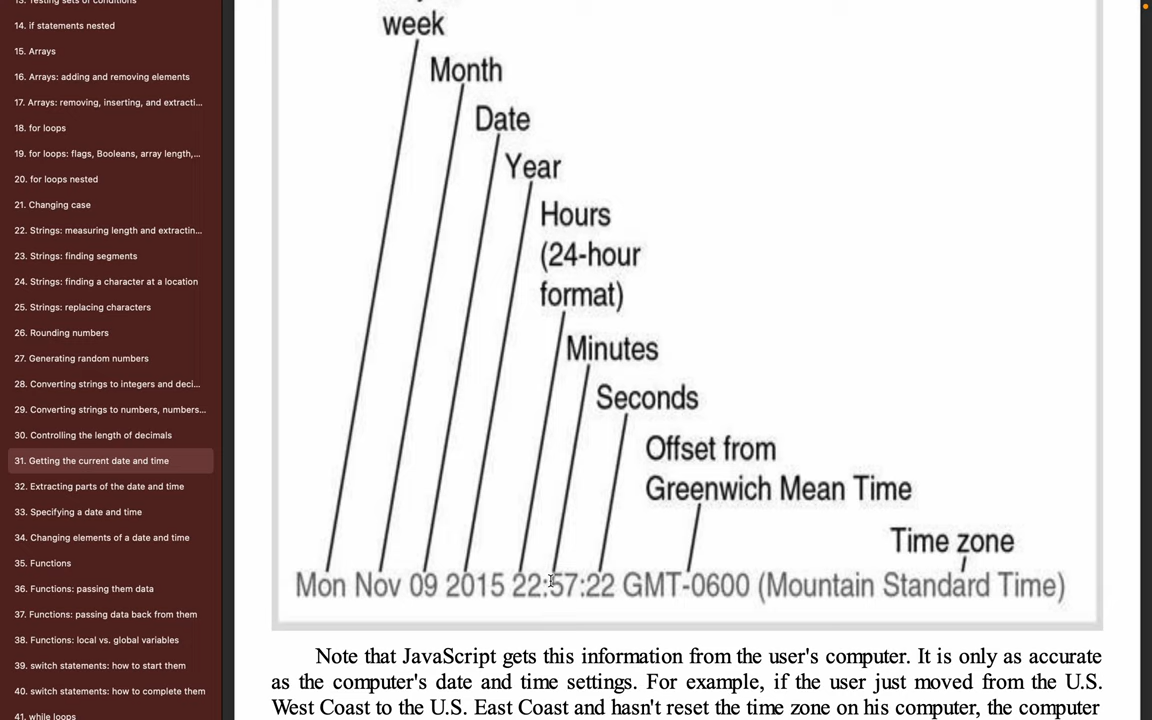 13. Testing sets of conditions
14. if statements nested
15. Arrays
16. Arrays: adding and removing elements
17. Arrays: removing, inserting, and extracti...
18. for loops
19. for loops: flags, Booleans, array length,...
20. for loops nested
21. Changing case
22. Strings: measuring length and extractin...
23. Strings: finding segments
24. Strings: finding a character at a location
25. Strings: replacing characters
26. Rounding numbers
27. Generating random numbers
28. Converting strings to integers and deci...
29. Converting strings to numbers, numbers...
30. Controlling the length of decimals
31. Getting the current date and time
32. Extracting parts of the date and time
33. Specifying a date and time
34. Changing elements of a date and time
35. Functions
36. Functions: passing them data
37. Functions: passing data back from them
38. Functions: local vs. global variables
39. switch statements: how to start them
40. switch statements: how to complete them
41. while loops
week
Month
Date
Year
Hours
(24-hour
format)
Minutes
Seconds
Offset from
Greenwich Mean Time
Time zone
Mon Nov 09 2015 22:57:22 GMT-0600 (Mountain Standard Time)
Note that JavaScript gets this information from the user's computer. It is only as accurate
as the computer's date and time settings. For example, if the user just moved from the U.S.
West Coast to the U.S. East Coast and hasn't reset the time zone on his computer, the computer